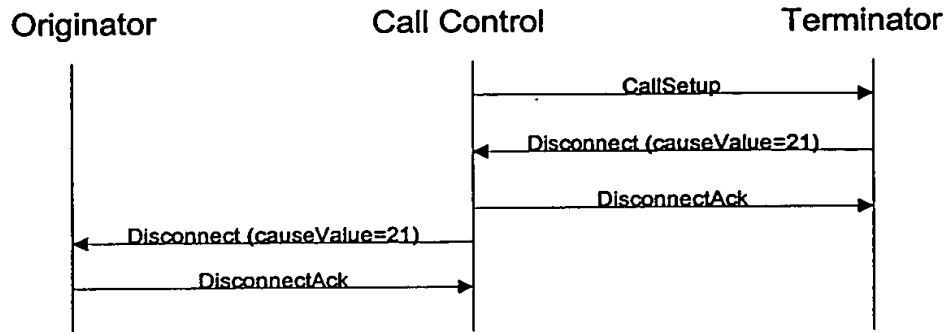 Originator Call Control Terminator
CallSetup
Disconnect (causeValue=21)
DisconnectAck
Disconnect (causeValue=21)
DisconnectAck